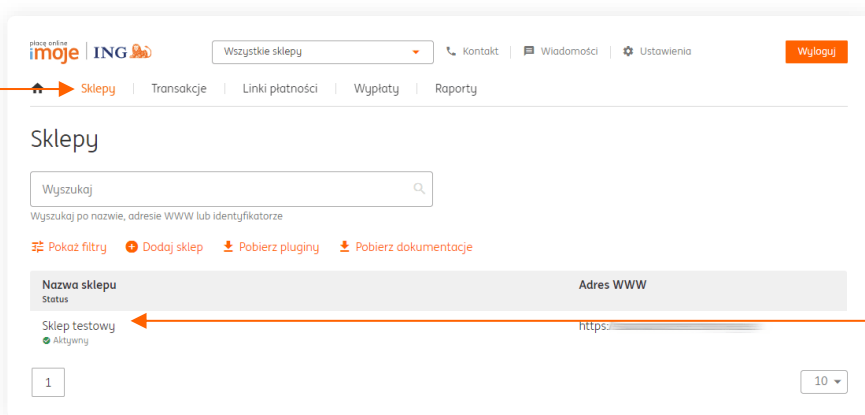 płacę online
imoje ING Wszystkie sklepy Kontakt Wiadomości Ustawienia Wyloguj
Sklepy Transakcje Linki płatności Wypłaty Raporty
Sklepy
Wyszukaj
Wyszukaj po nazwie, adresie WWW lub identyfikatorze
Pokaż filtry Dodaj sklep Pobierz pluginy Pobierz dokumentacje
Nazwa sklepu Adres WWW
Status
Sklep testowy https:
Aktywny
1 10